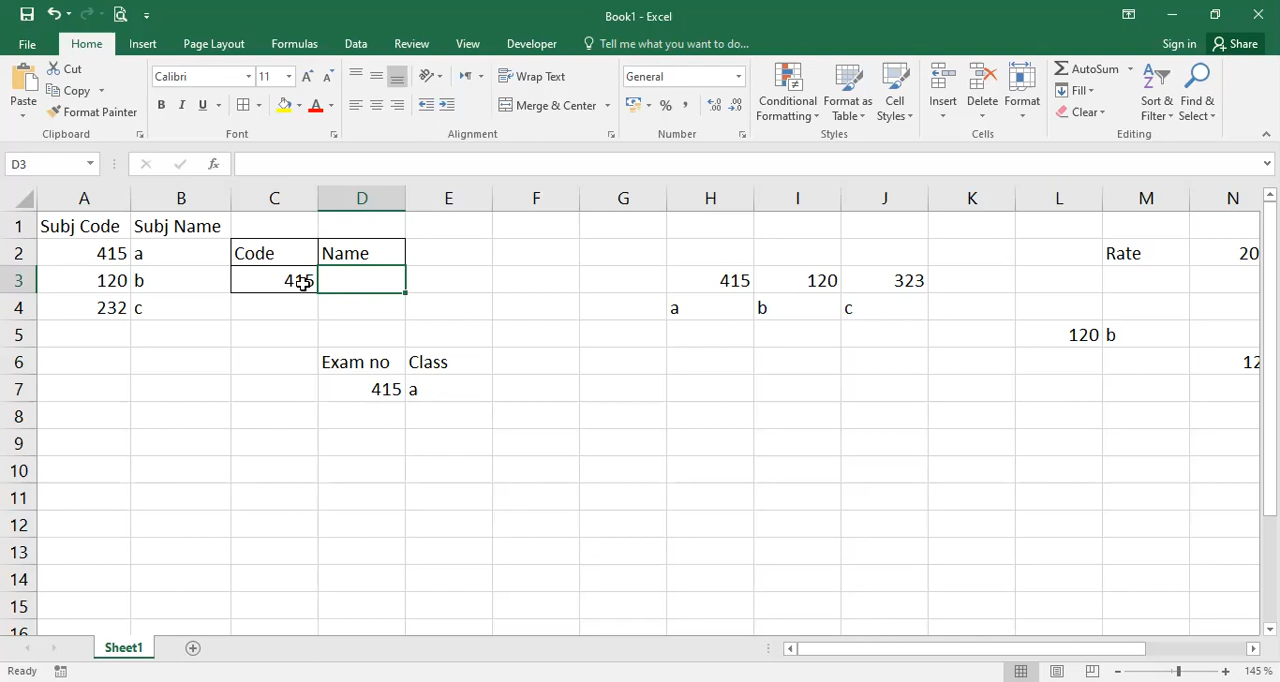 Book1 - Excel
File Home Insert Page Layout Formulas Data Review View Developer Tell me what you want to do... Sign in Share
Cut
Copy
Format Painter
Paste
Clipboard
Calibri 11
B I U A
Font
Wrap Text
Merge & Center
Alignment
General
% ,
Number
Conditional Formatting
Format as Table
Cell Styles
Styles
Insert Delete Format
Cells
AutoSum
Fill
Clear
Sort & Filter
Find & Select
Editing
D3 fx
A B C D E F G H I J K L M N
1 Subj Code Subj Name
2 415 a Code Name Rate 20
3 120 b 415 415 120 323
4 232 c a b c
5 120 b
6 Exam no Class 12
7 415 a
8
9
10
11
12
13
14
15
16
Sheet1
Ready 145 %